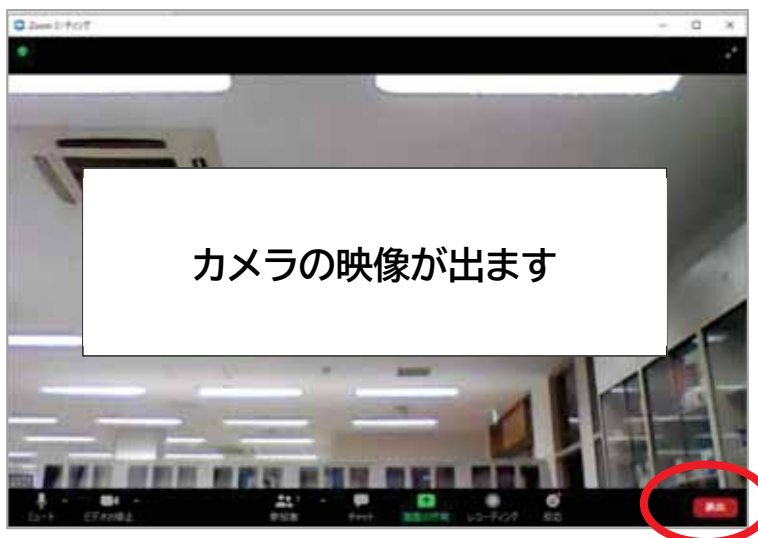 Zoom ミーティング
カメラの映像が出ます
ミュート
ビデオの停止
参加者
チャット
画面の共有
レコーディング
反応
退出